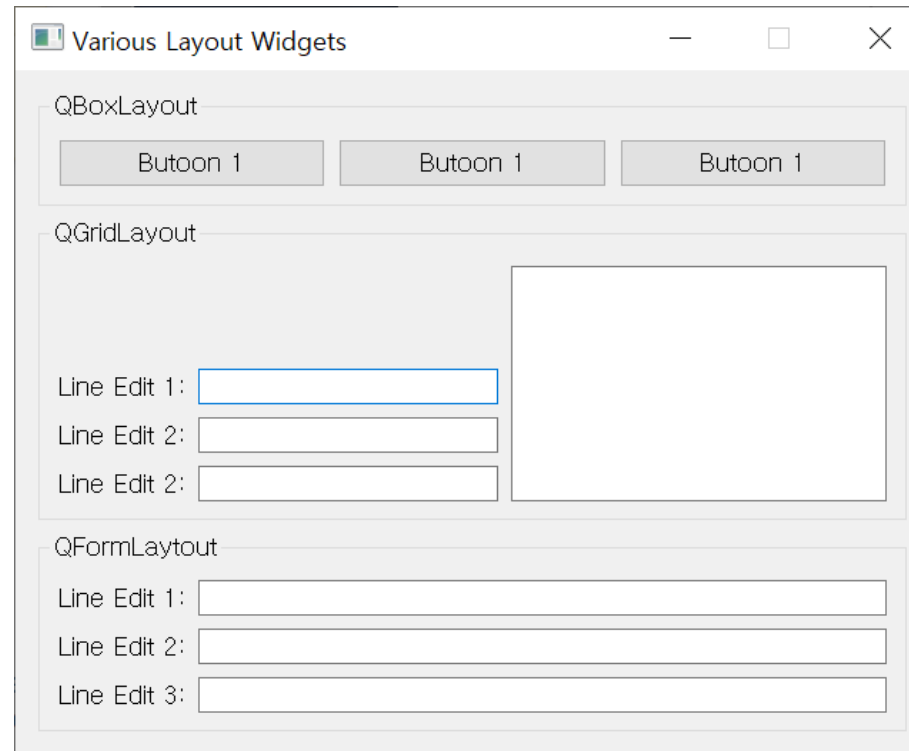 Various Layout Widgets
QBoxLayout
Butoon 1 Butoon 1 Butoon 1
QGridLayout
Line Edit 1:
Line Edit 2:
Line Edit 2:
QFormLaytout
Line Edit 1:
Line Edit 2:
Line Edit 3: